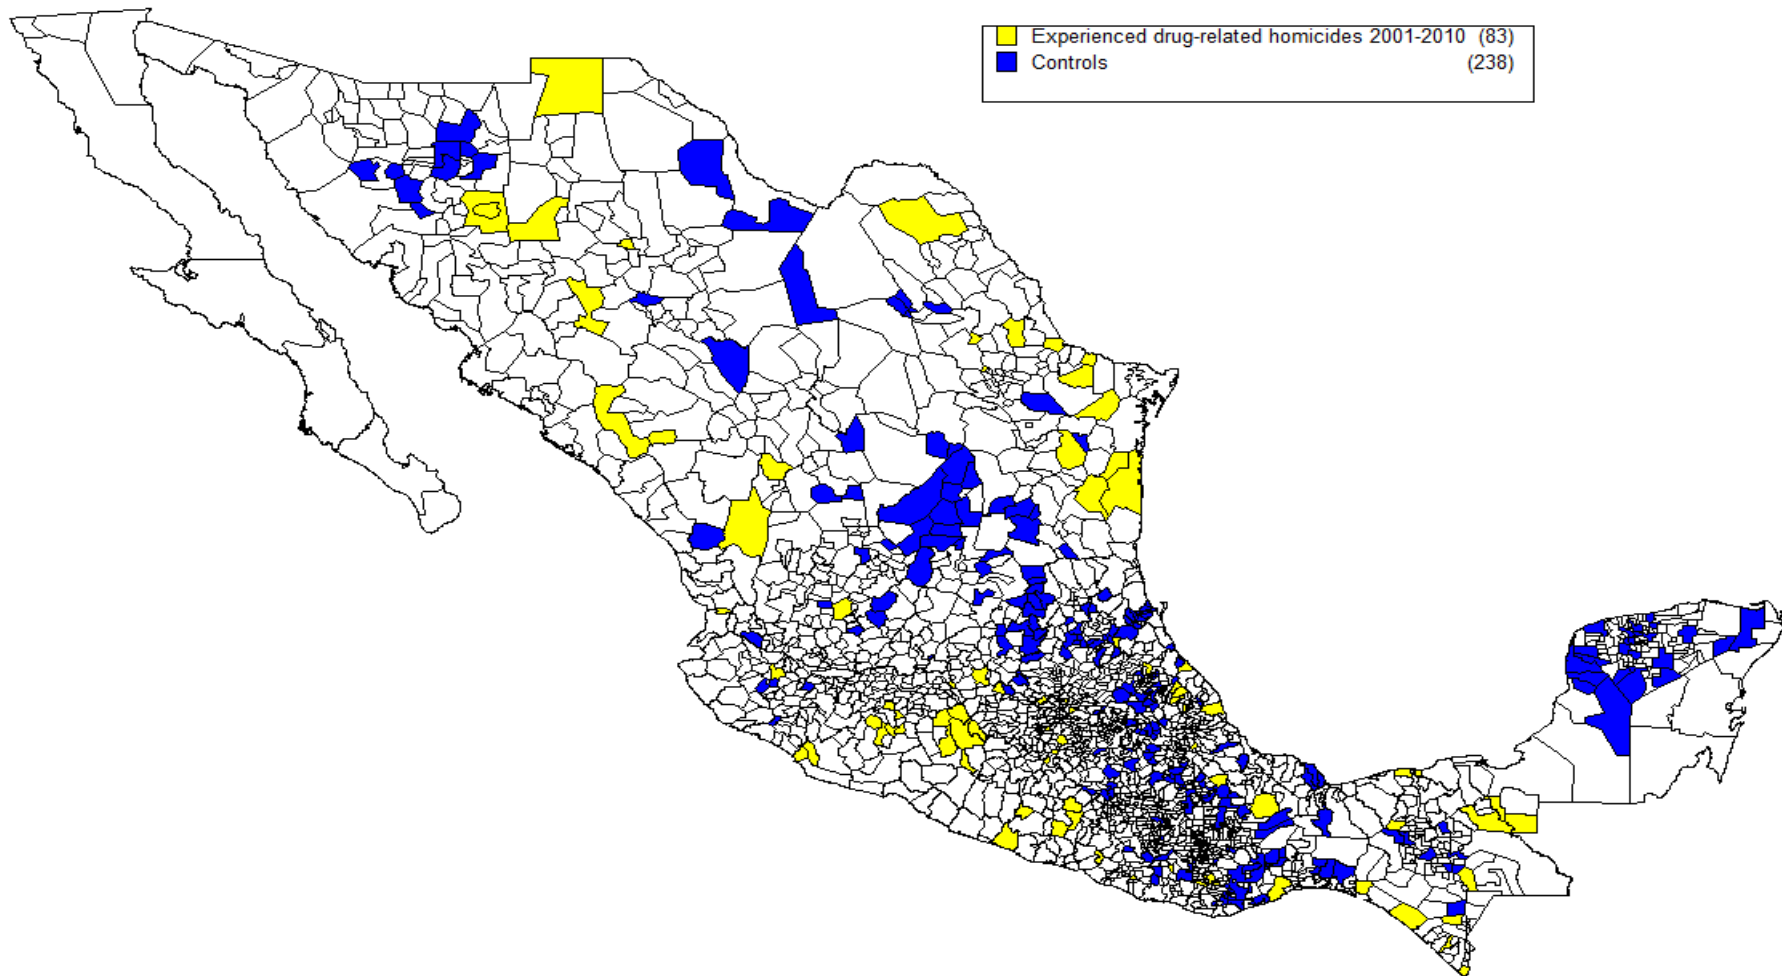 Experienced drug-related homicides 2001-2010 (83)
Controls (238)